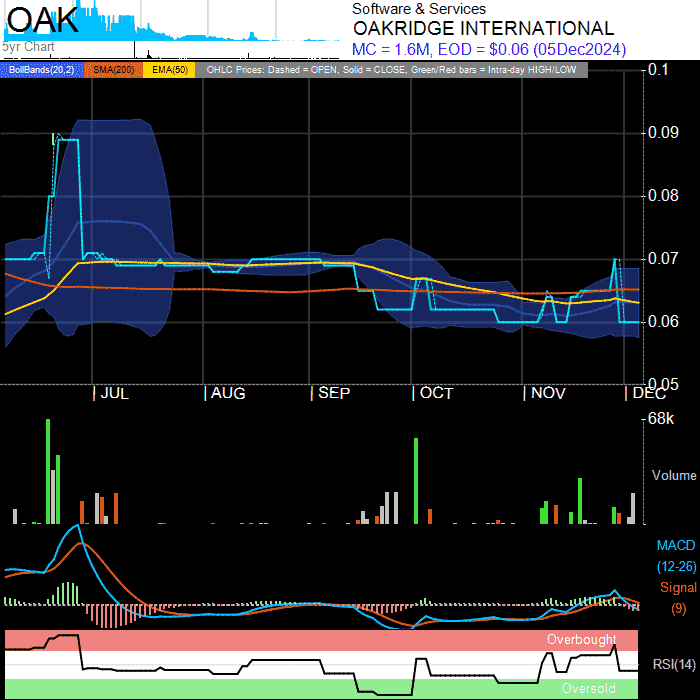 OAK
5yr Chart
Software & Services
OAKRIDGE INTERNATIONAL
MC = 1.6M, EOD = $0.06 (05Dec2024)
BollBands(20,2) SMA(200) EMA(50) OHLC Prices: Dashed = OPEN, Solid = CLOSE, Green/Red bars = Intra-day HIGH/LOW
0.1
0.09
0.08
0.07
0.06
0.05
JUL AUG SEP OCT NOV DEC
68k
Volume
MACD
(12-26)
Signal
(9)
Overbought
RSI(14)
Oversold